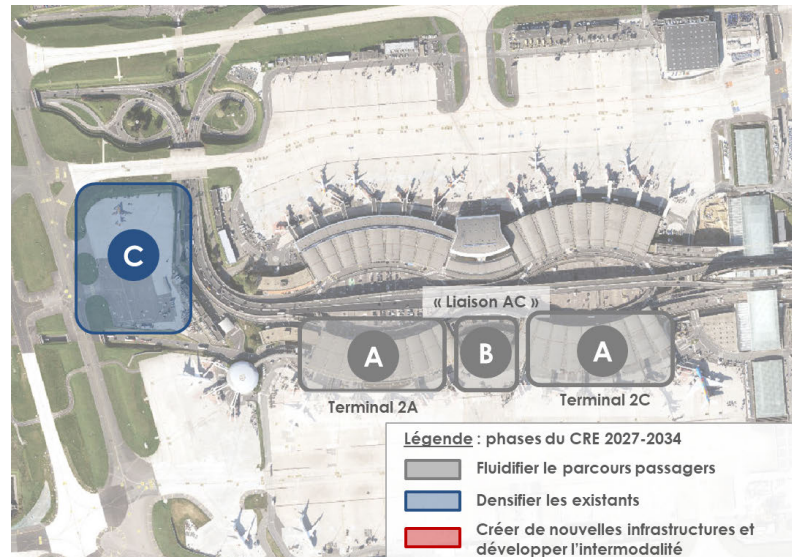 C
« Liaison AC »
A
B
A
Terminal 2A
Terminal 2C
Légende : phases du CRE 2027-2034
Fluidifier le parcours passagers
Densifier les existants
Créer de nouvelles infrastructures et
développer l’intermodalité